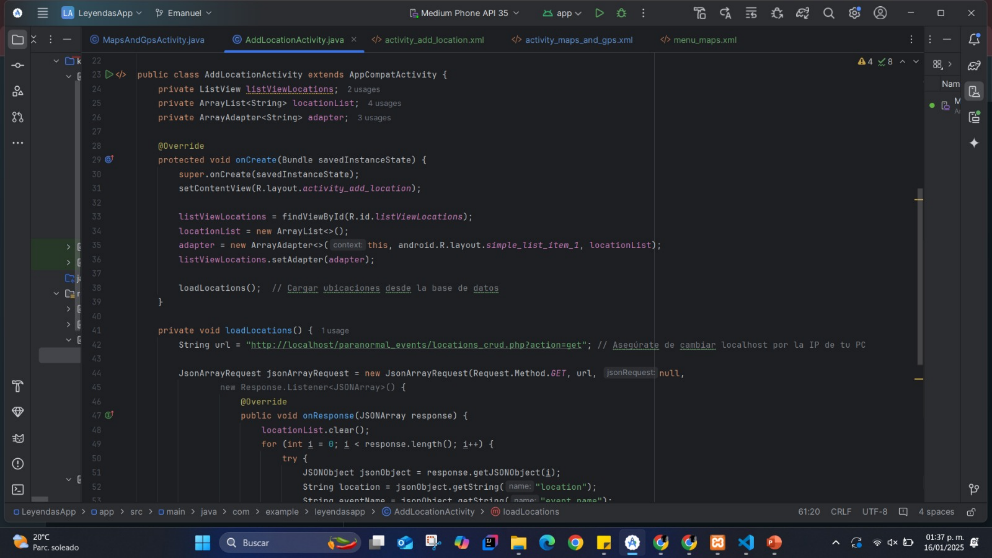 LA LeyendasApp Emanuel Medium Phone API 35 app
MapsAndGpsActivity.java AddLocationActivity.java activity_add_location.xml activity_maps_and_gps.xml menu_maps.xml
22
4 8
23 public class AddLocationActivity extends AppCompatActivity {
24 private ListView listViewLocations; 2 usages
Nam
25 private ArrayList<String> locationList; 4 usages
26 private ArrayAdapter<String> adapter; 3 usages
27
28 @Override
29 protected void onCreate(Bundle savedInstanceState) {
30 super.onCreate(savedInstanceState);
31 setContentView(R.layout.activity_add_location);
32
33 listViewLocations = findViewById(R.id.listViewLocations);
34 locationList = new ArrayList<>();
35 adapter = new ArrayAdapter<>( context: this, android.R.layout.simple_list_item_1, locationList);
36 listViewLocations.setAdapter(adapter);
37
38 loadLocations(); // Cargar ubicaciones desde la base de datos
39 }
40
41 private void loadLocations() { 1 usage
42 String url = "http://localhost/paranormal_events/locations_crud.php?action=get"; // Asegúrate de cambiar localhost por la IP de tu PC
43
44 JsonArrayRequest jsonArrayRequest = new JsonArrayRequest(Request.Method.GET, url, jsonRequest: null,
45 new Response.Listener<JSONArray>() {
46 @Override
47 public void onResponse(JSONArray response) {
48 locationList.clear();
49 for (int i = 0; i < response.length(); i++) {
50 try {
51 JSONObject jsonObject = response.getJSONObject(i);
52 String location = jsonObject.getString( name: "location");
53 String eventName = jsonObject.getString( name: "event_name");
LeyendasApp > app > src > main > java > com > example > leyendasapp > AddLocationActivity > loadLocations 61:20 CRLF UTF-8 4 spaces
20°C
Parc. soleado
Buscar
01:37 p. m.
16/01/2025